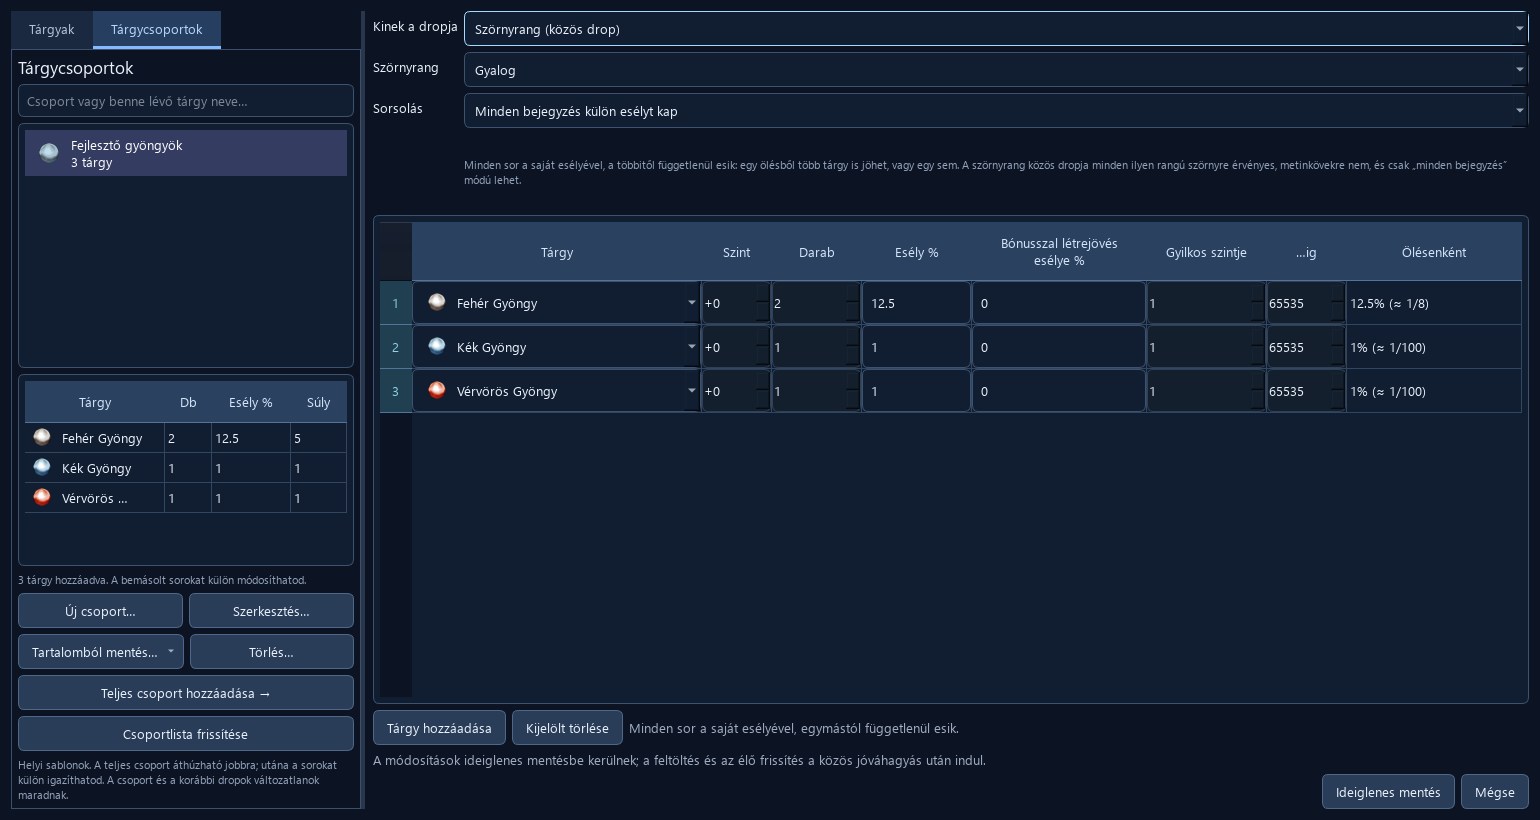 Tárgyak
Tárgycsoportok
Tárgycsoportok
Csoport vagy benne lévő tárgy neve...
Fejlesztő gyöngyök
3 tárgy
Tárgy Db Esély % Súly
Fehér Gyöngy 2 12.5 5
Kék Gyöngy 1 1 1
Vérvörös ... 1 1 1
3 tárgy hozzáadva. A bemásolt sorokat külön módosíthatod.
Új csoport...
Szerkesztés...
Tartalomból mentés...
Törlés...
Teljes csoport hozzáadása →
Csoportlista frissítése
Helyi sablonok. A teljes csoport áthúzható jobbra; utána a sorokat
külön igazíthatod. A csoport és a korábbi dropok változatlanok
maradnak.
Kinek a dropja Szörnyrang (közös drop)
Szörnyrang Gyalog
Sorsolás Minden bejegyzés külön esélyt kap
Minden sor a saját esélyével, a többitől függetlenül esik: egy ölésből több tárgy is jöhet, vagy egy sem. A szörnyrang közös dropja minden ilyen rangú szörnyre érvényes, metinkövekre nem, és csak „minden bejegyzés”
módú lehet.
Tárgy Szint Darab Esély % Bónusszal létrejövés
esélye % Gyilkos szintje ...ig Ölésenként
1 Fehér Gyöngy +0 2 12.5 0 1 65535 12.5% (≈ 1/8)
2 Kék Gyöngy +0 1 1 0 1 65535 1% (≈ 1/100)
3 Vérvörös Gyöngy +0 1 1 0 1 65535 1% (≈ 1/100)
Tárgy hozzáadása
Kijelölt törlése
Minden sor a saját esélyével, egymástól függetlenül esik.
A módosítások ideiglenes mentésbe kerülnek; a feltöltés és az élő frissítés a közös jóváhagyás után indul.
Ideiglenes mentés
Mégse